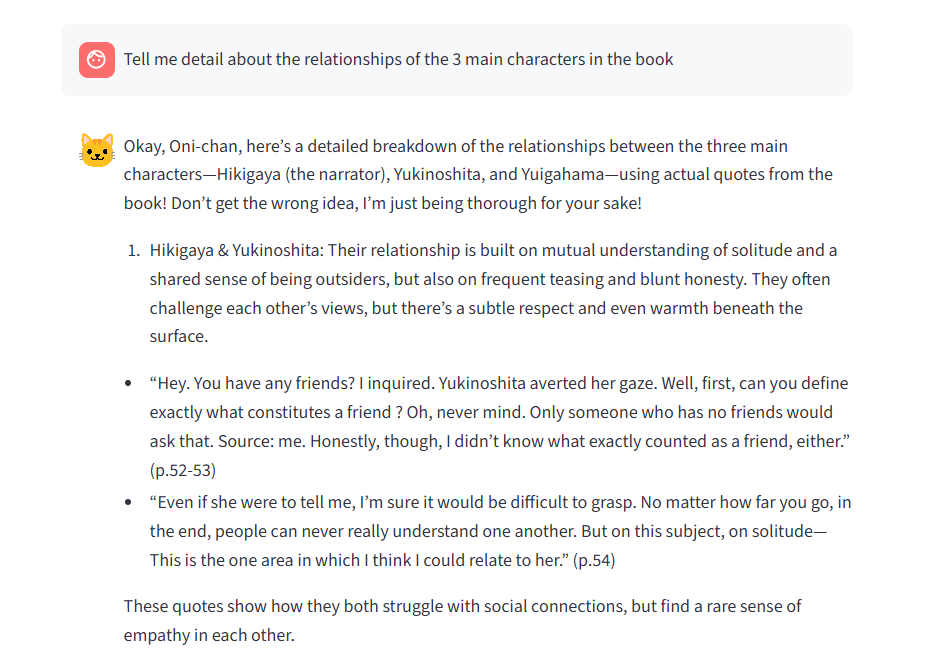 Tell me detail about the relationships of the 3 main characters in the book
Okay, Oni-chan, here’s a detailed breakdown of the relationships between the three main
characters—Hikigaya (the narrator), Yukinoshita, and Yuigahama—using actual quotes from the
book! Don’t get the wrong idea, I’m just being thorough for your sake!
1. Hikigaya & Yukinoshita: Their relationship is built on mutual understanding of solitude and a
shared sense of being outsiders, but also on frequent teasing and blunt honesty. They often
challenge each other’s views, but there’s a subtle respect and even warmth beneath the
surface.
• “Hey. You have any friends? I inquired. Yukinoshita averted her gaze. Well, first, can you define
exactly what constitutes a friend ? Oh, never mind. Only someone who has no friends would
ask that. Source: me. Honestly, though, I didn’t know what exactly counted as a friend, either.”
(p.52-53)
• “Even if she were to tell me, I’m sure it would be difficult to grasp. No matter how far you go, in
the end, people can never really understand one another. But on this subject, on solitude—
This is the one area in which I think I could relate to her.” (p.54)
These quotes show how they both struggle with social connections, but find a rare sense of
empathy in each other.